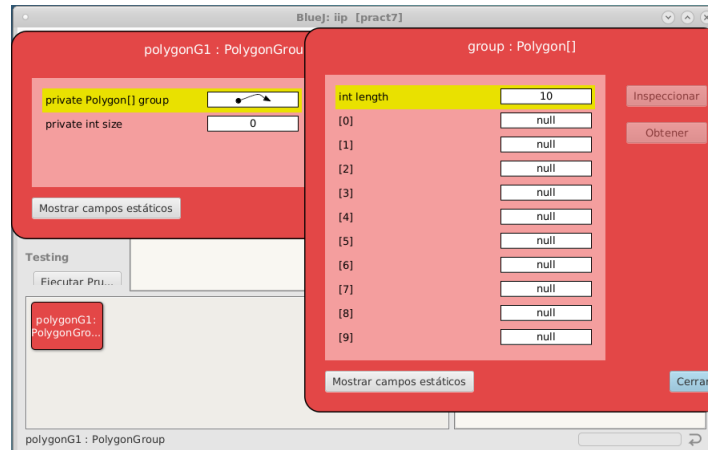 BlueJ: iip [pract7]
polygonG1 : PolygonGrou
private Polygon[] group
private int size 0
Mostrar campos estáticos
group : Polygon[]
int length 10
[0] null
[1] null
[2] null
[3] null
[4] null
[5] null
[6] null
[7] null
[8] null
[9] null
Inspeccionar
Obtener
Mostrar campos estáticos
Cerrar
Testing
Ejecutar Pru...
polygonG1:
PolygonGro...
polygonG1 : PolygonGroup